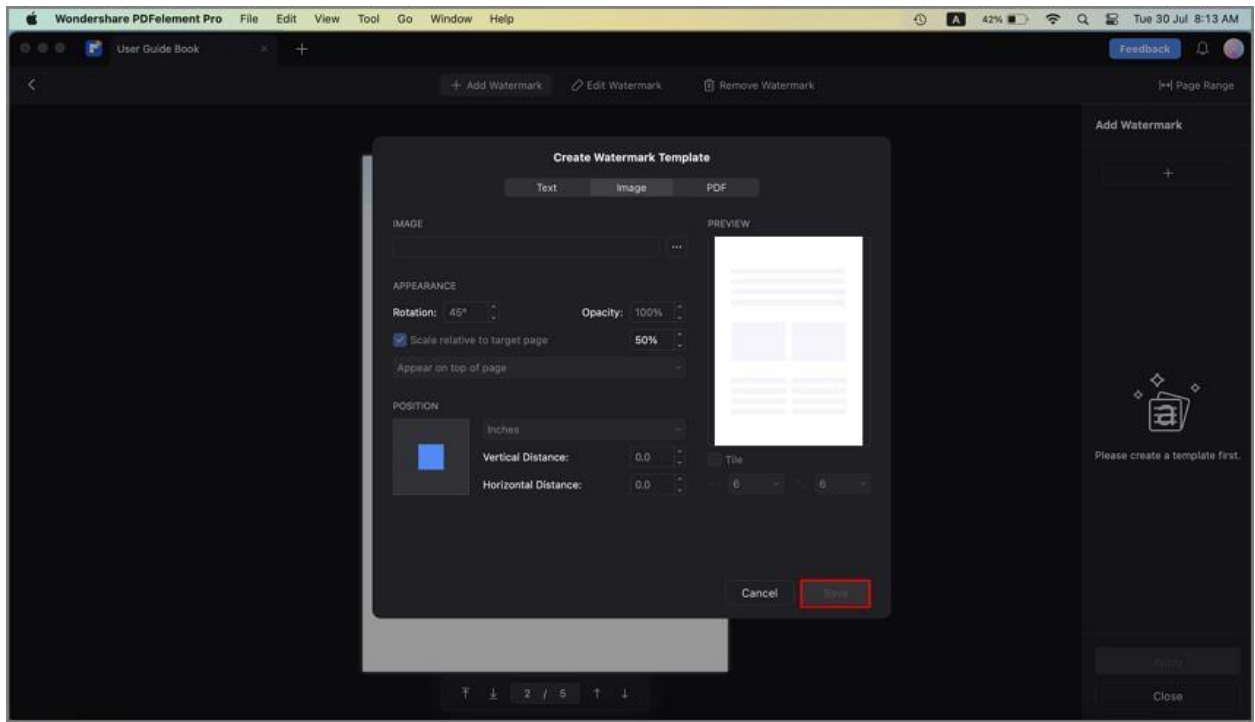 Wondershare PDFelement Pro File Edit View Tool Go Window Help A 42% Tue 30 Jul 8:13 AM
User Guide Book × + Feedback
+ Add Watermark Edit Watermark Remove Watermark Page Range
Create Watermark Template
Text Image PDF
IMAGE
...
APPEARANCE
Rotation: 45° Opacity: 100%
Scale relative to target page 50%
Appear on top of page
POSITION
Inches
Vertical Distance: 0.0
Horizontal Distance: 0.0
PREVIEW
Tile
6 6
Cancel Save
Add Watermark
+
a
Please create a template first.
Apply
Close
2 / 5